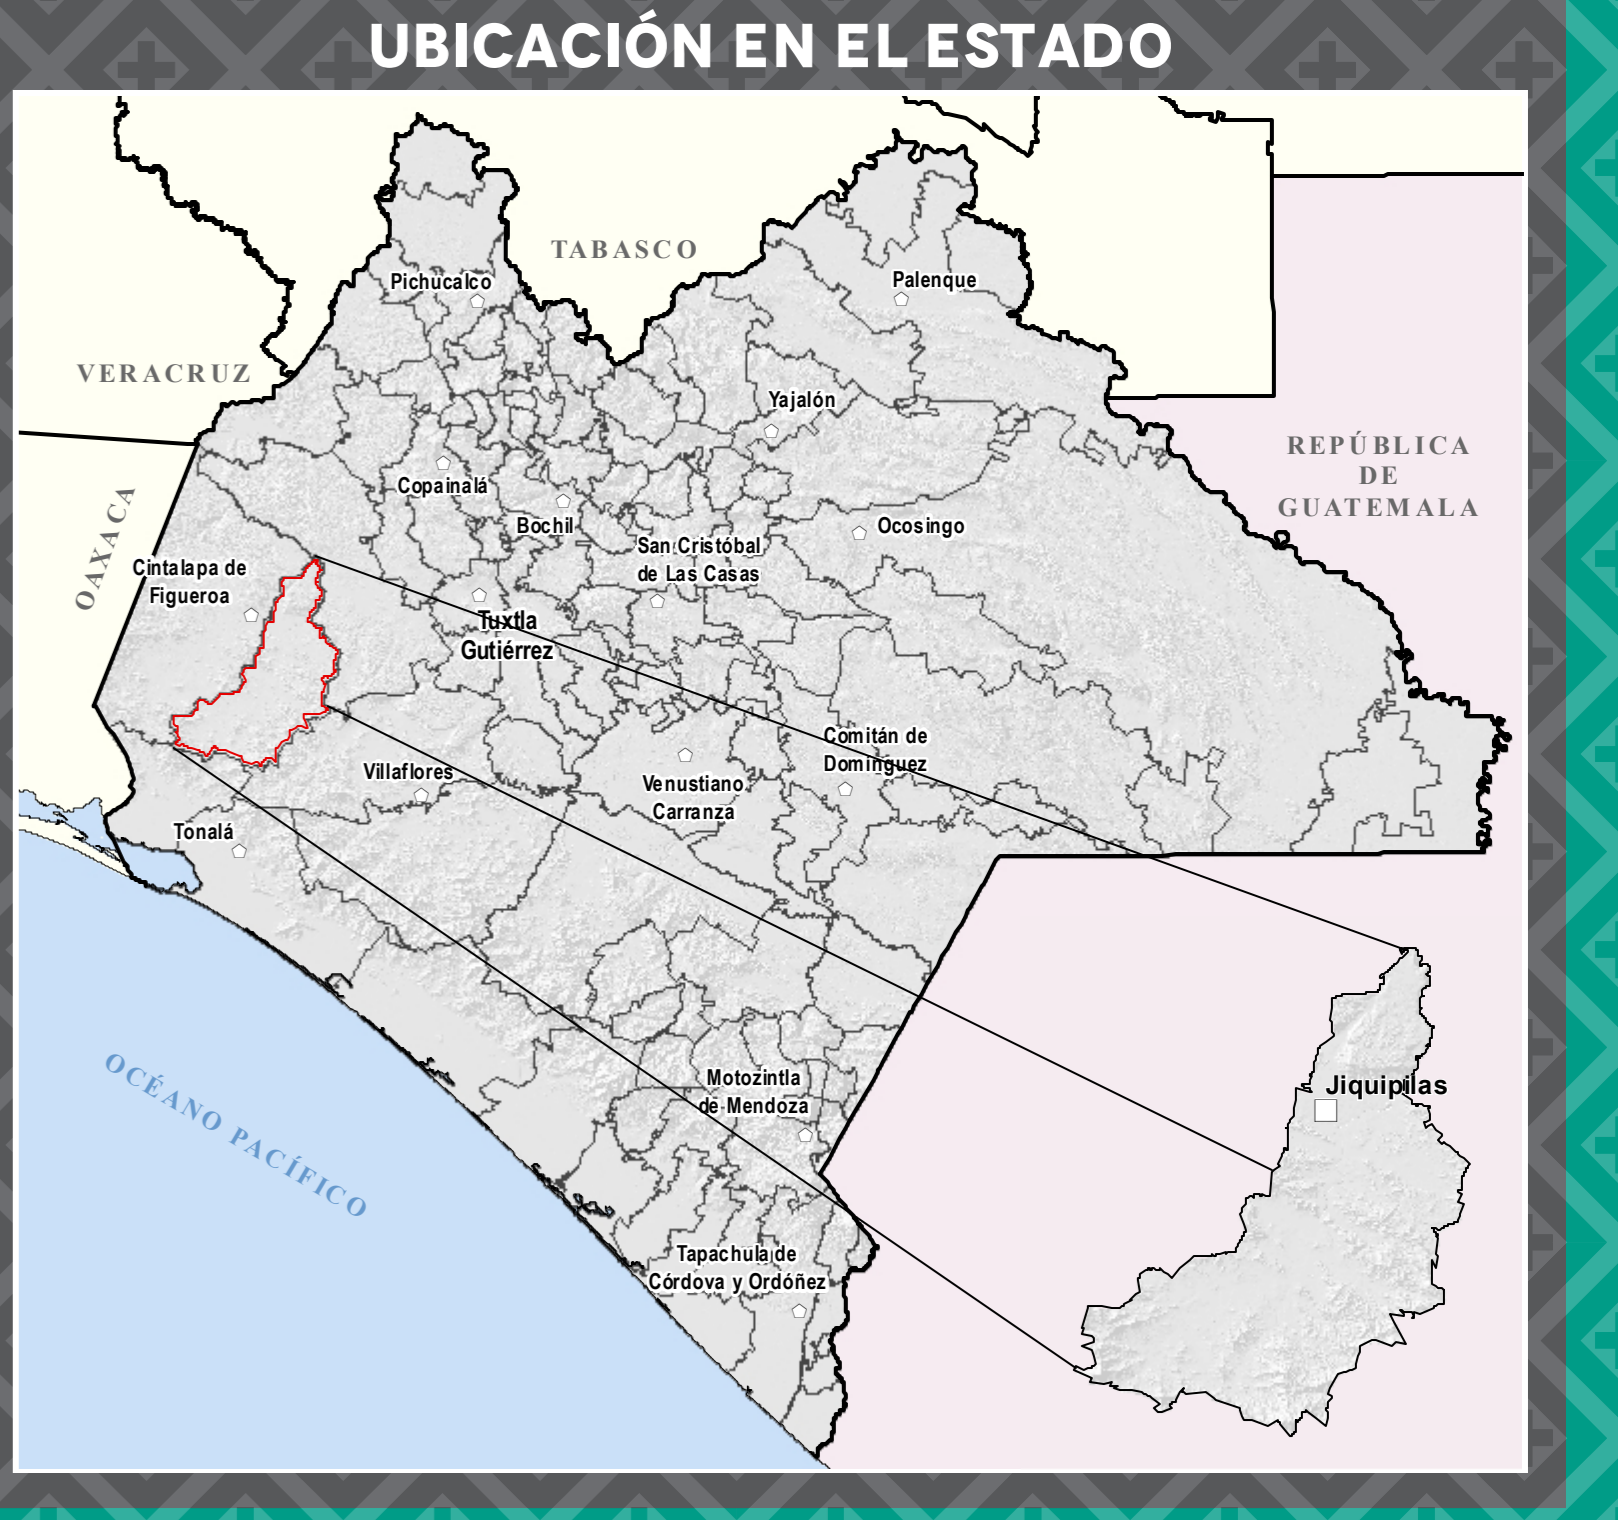 UBICACIÓN EN EL ESTADO
TABASCO
Pichucalco
Palenque
VERACRUZ
Yajalón
REPÚBLICA
DE
GUATEMALA
Copainalá
OAXACA
Bochil
Ocosingo
San Cristóbal
de Las Casas
Cintalapa de
Figueroa
Tuxtla
Gutiérrez
Comitán de
Domínguez
Villaflores
Venustiano
Carranza
Tonalá
OCÉANO PACÍFICO
Motozintla
de Mendoza
Jiquipilas
Tapachula de
Córdova y Ordóñez